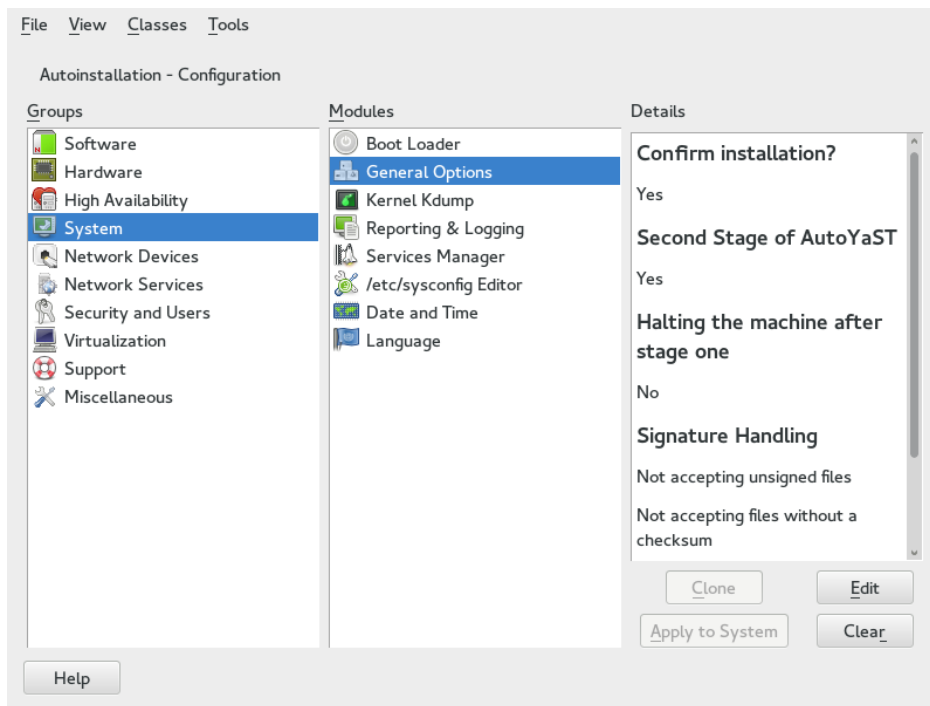 File View Classes Tools
Autoinstallation - Configuration
Groups
Software
Hardware
High Availability
System
Network Devices
Network Services
Security and Users
Virtualization
Support
Miscellaneous
Modules
Boot Loader
General Options
Kernel Kdump
Reporting & Logging
Services Manager
/etc/sysconfig Editor
Date and Time
Language
Details
Confirm installation?
Yes
Second Stage of AutoYaST
Yes
Halting the machine after
stage one
No
Signature Handling
Not accepting unsigned files
Not accepting files without a
checksum
Clone Edit
Apply to System Clear
Help